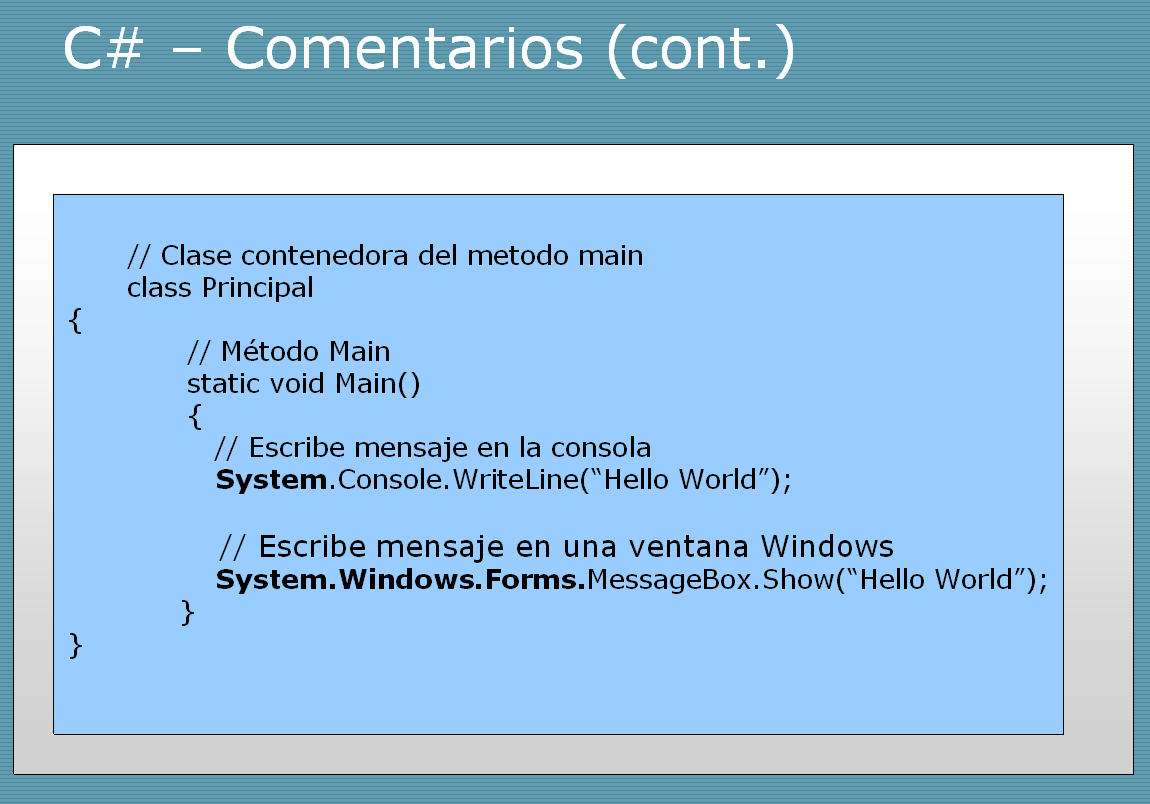 C# – Comentarios (cont.)
// Clase contenedora del metodo main
class Principal
{
// Método Main
static void Main()
{
// Escribe mensaje en la consola
System.Console.WriteLine(“Hello World”);
// Escribe mensaje en una ventana Windows
System.Windows.Forms.MessageBox.Show(“Hello World”);
}
}